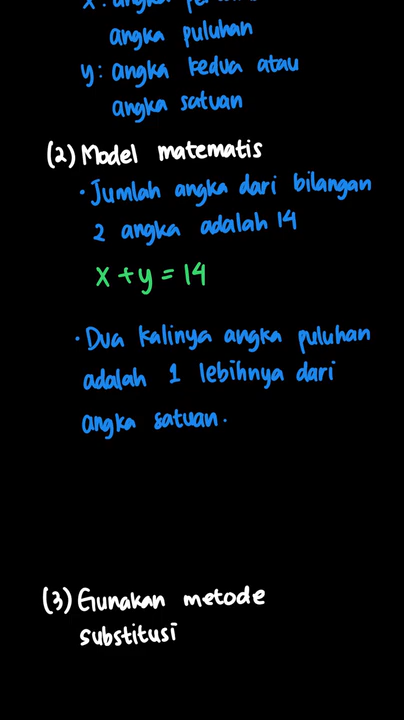 x: angka
angka puluhan
y: angka kedua atau
angka satuan
(2) Model matematis
• Jumlah angka dari bilangan
2 angka adalah 14
x + y = 14
• Dua kalinya angka puluhan
adalah 1 lebihnya dari
angka satuan.
(3) Gunakan metode
substitusi